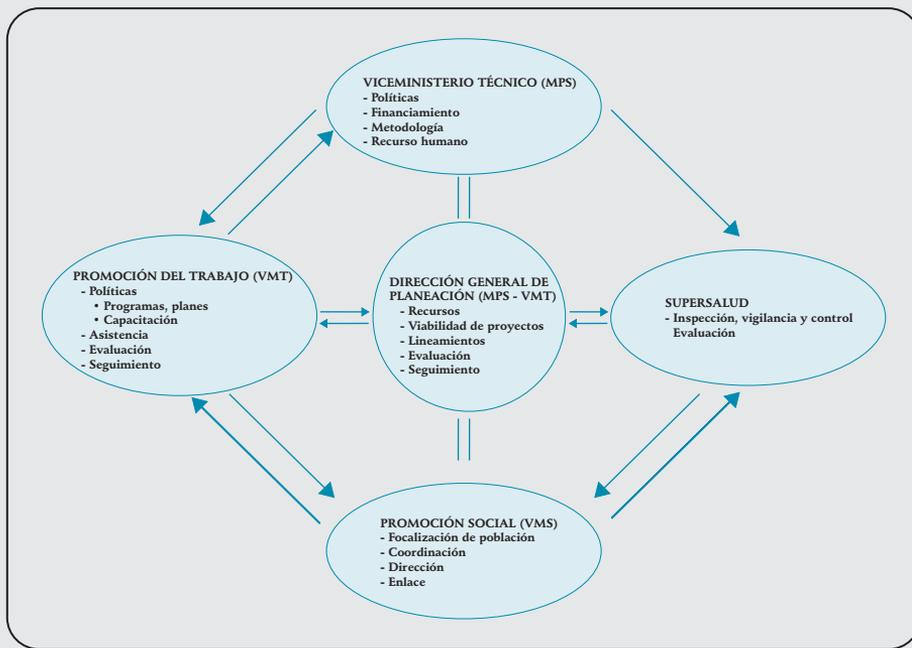 VICEMINISTERIO TÉCNICO (MPS)
- Políticas
- Financiamiento
- Metodología
- Recurso humano
PROMOCIÓN DEL TRABAJO (VMT)
- Políticas
• Programas, planes
• Capacitación
- Asistencia
- Evaluación
- Seguimiento
DIRECCIÓN GENERAL DE
PLANEACIÓN (MPS - VMT)
- Recursos
- Viabilidad de proyectos
- Lineamientos
- Evaluación
- Seguimiento
SUPERSALUD
- Inspección, vigilancia y control
Evaluación
PROMOCIÓN SOCIAL (VMS)
- Focalización de población
- Coordinación
- Dirección
- Enlace